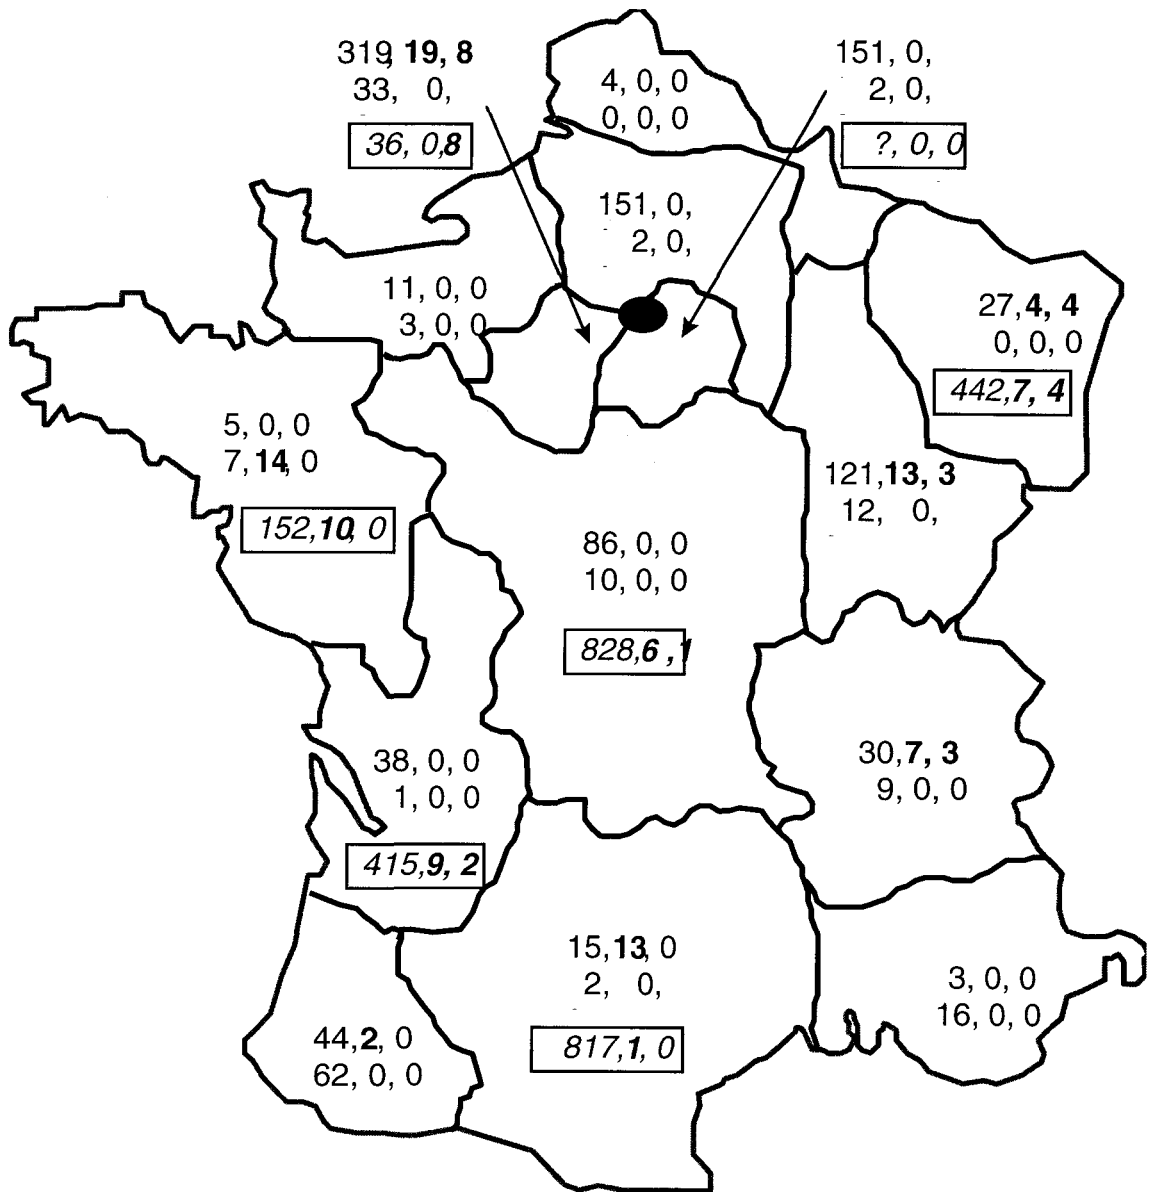 319, 19, 8
33, 0,
36, 0,8
151, 0,
2, 0,
?, 0, 0
4, 0, 0
0, 0, 0
151, 0,
2, 0,
11, 0, 0
3, 0, 0
27,4, 4
0, 0, 0
442,7, 4
5, 0, 0
7,14, 0
152,10, 0
121,13, 3
12, 0,
86, 0, 0
10, 0, 0
828,6 ,1
30,7, 3
9, 0, 0
38, 0, 0
1, 0, 0
415,9, 2
15,13, 0
2, 0,
817,1, 0
3, 0, 0
16, 0, 0
44,2, 0
62, 0, 0